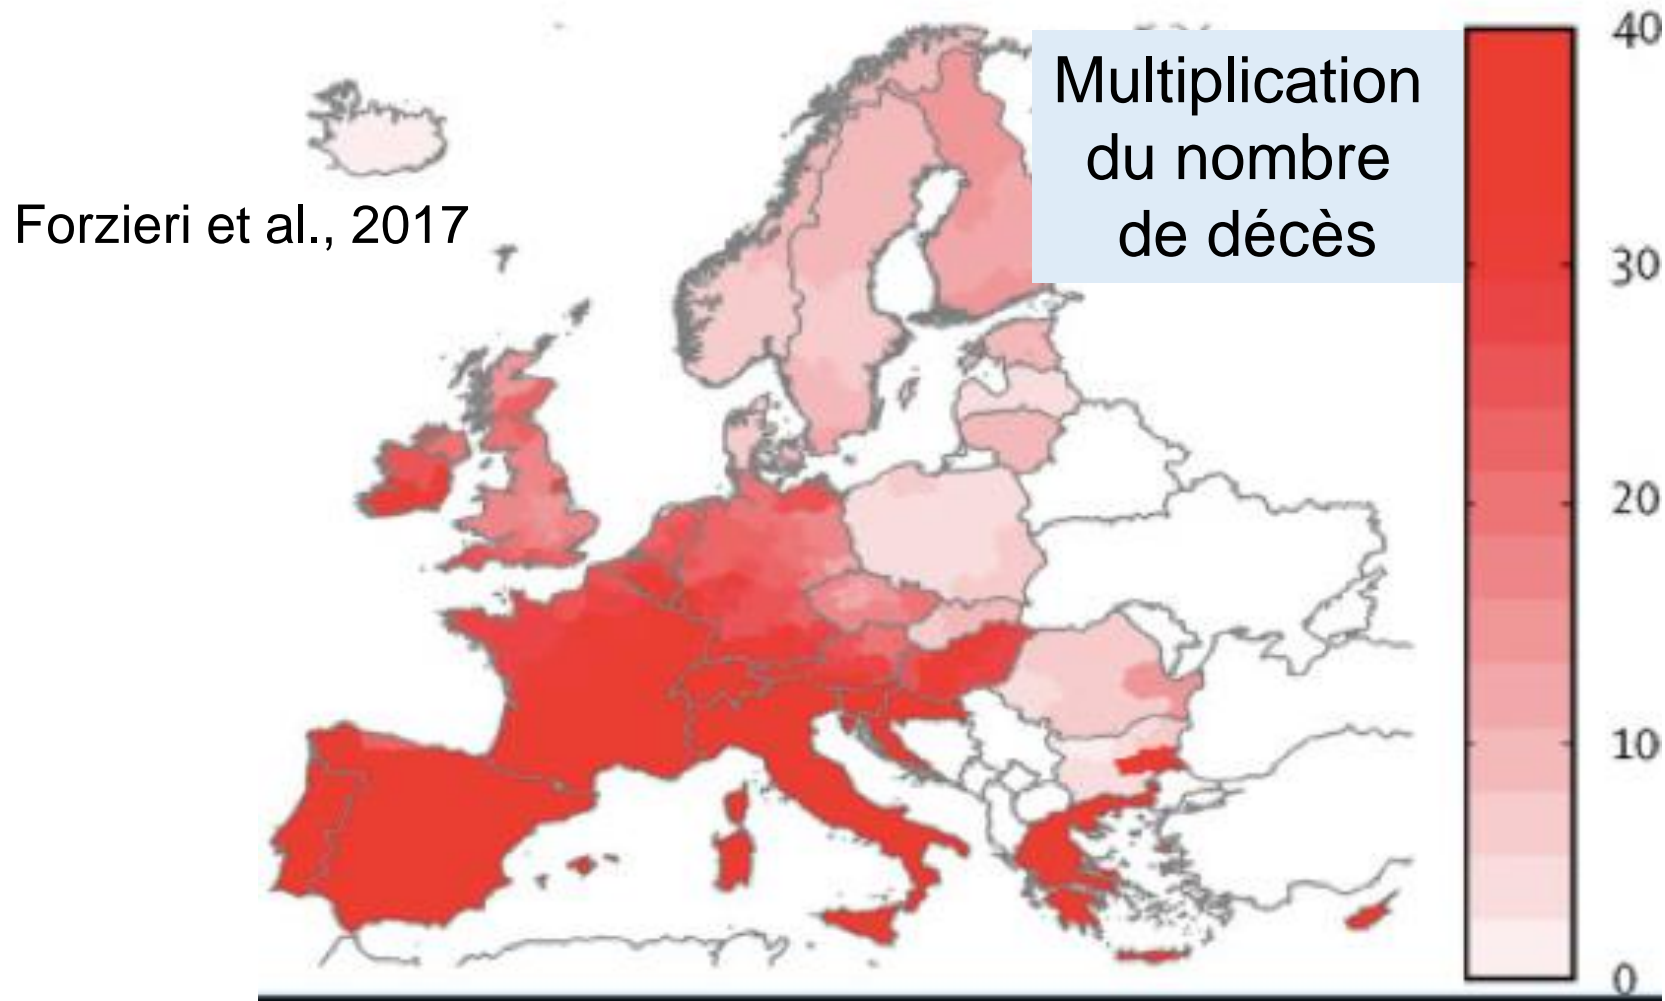 Multiplication
du nombre
de décès
Forzieri et al., 2017
40
30
20
10
0